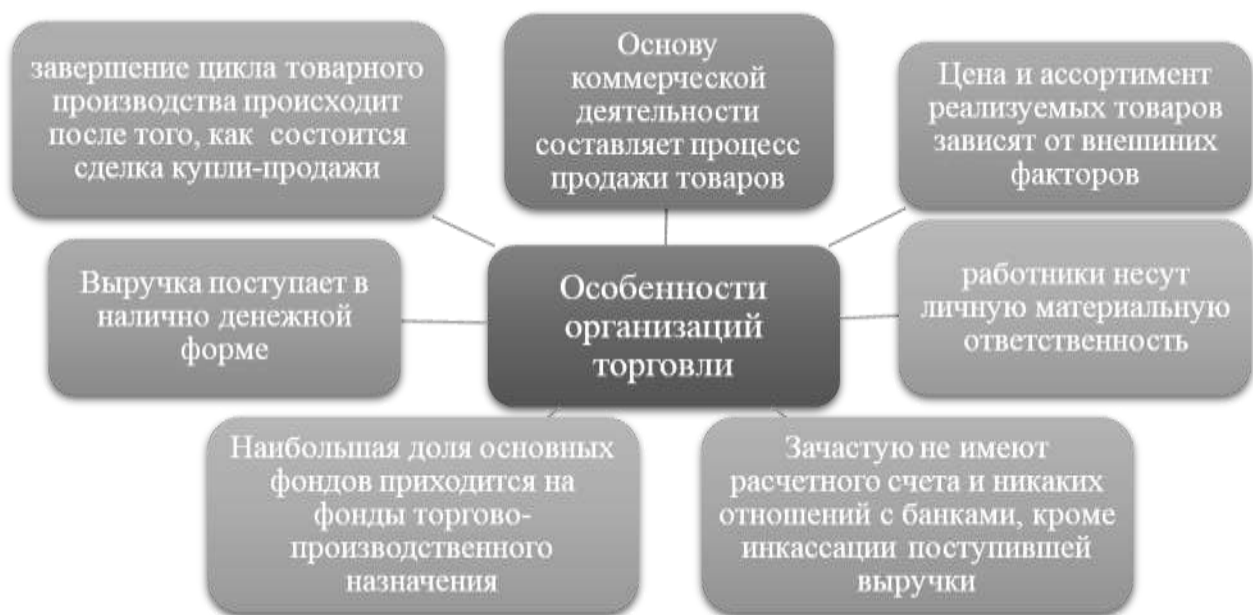 завершение цикла товарного
производства происходит
после того, как состоится
сделка купли-продажи
Основу
коммерческой
деятельности
составляет процесс
продажи товаров
Цена и ассортимент
реализуемых товаров
зависят от внешиних
факторов
Выручка поступает в
налично денежной
форме
Особенности
организаций
торговли
работники несут
личную материальную
ответственность
Наибольшая доля основных
фондов приходится на
фонды торгово-
производственного
назначения
Зачастую не имеют
расчетного счета и никаких
отношений с банками, кроме
инкассации поступившей
выручки